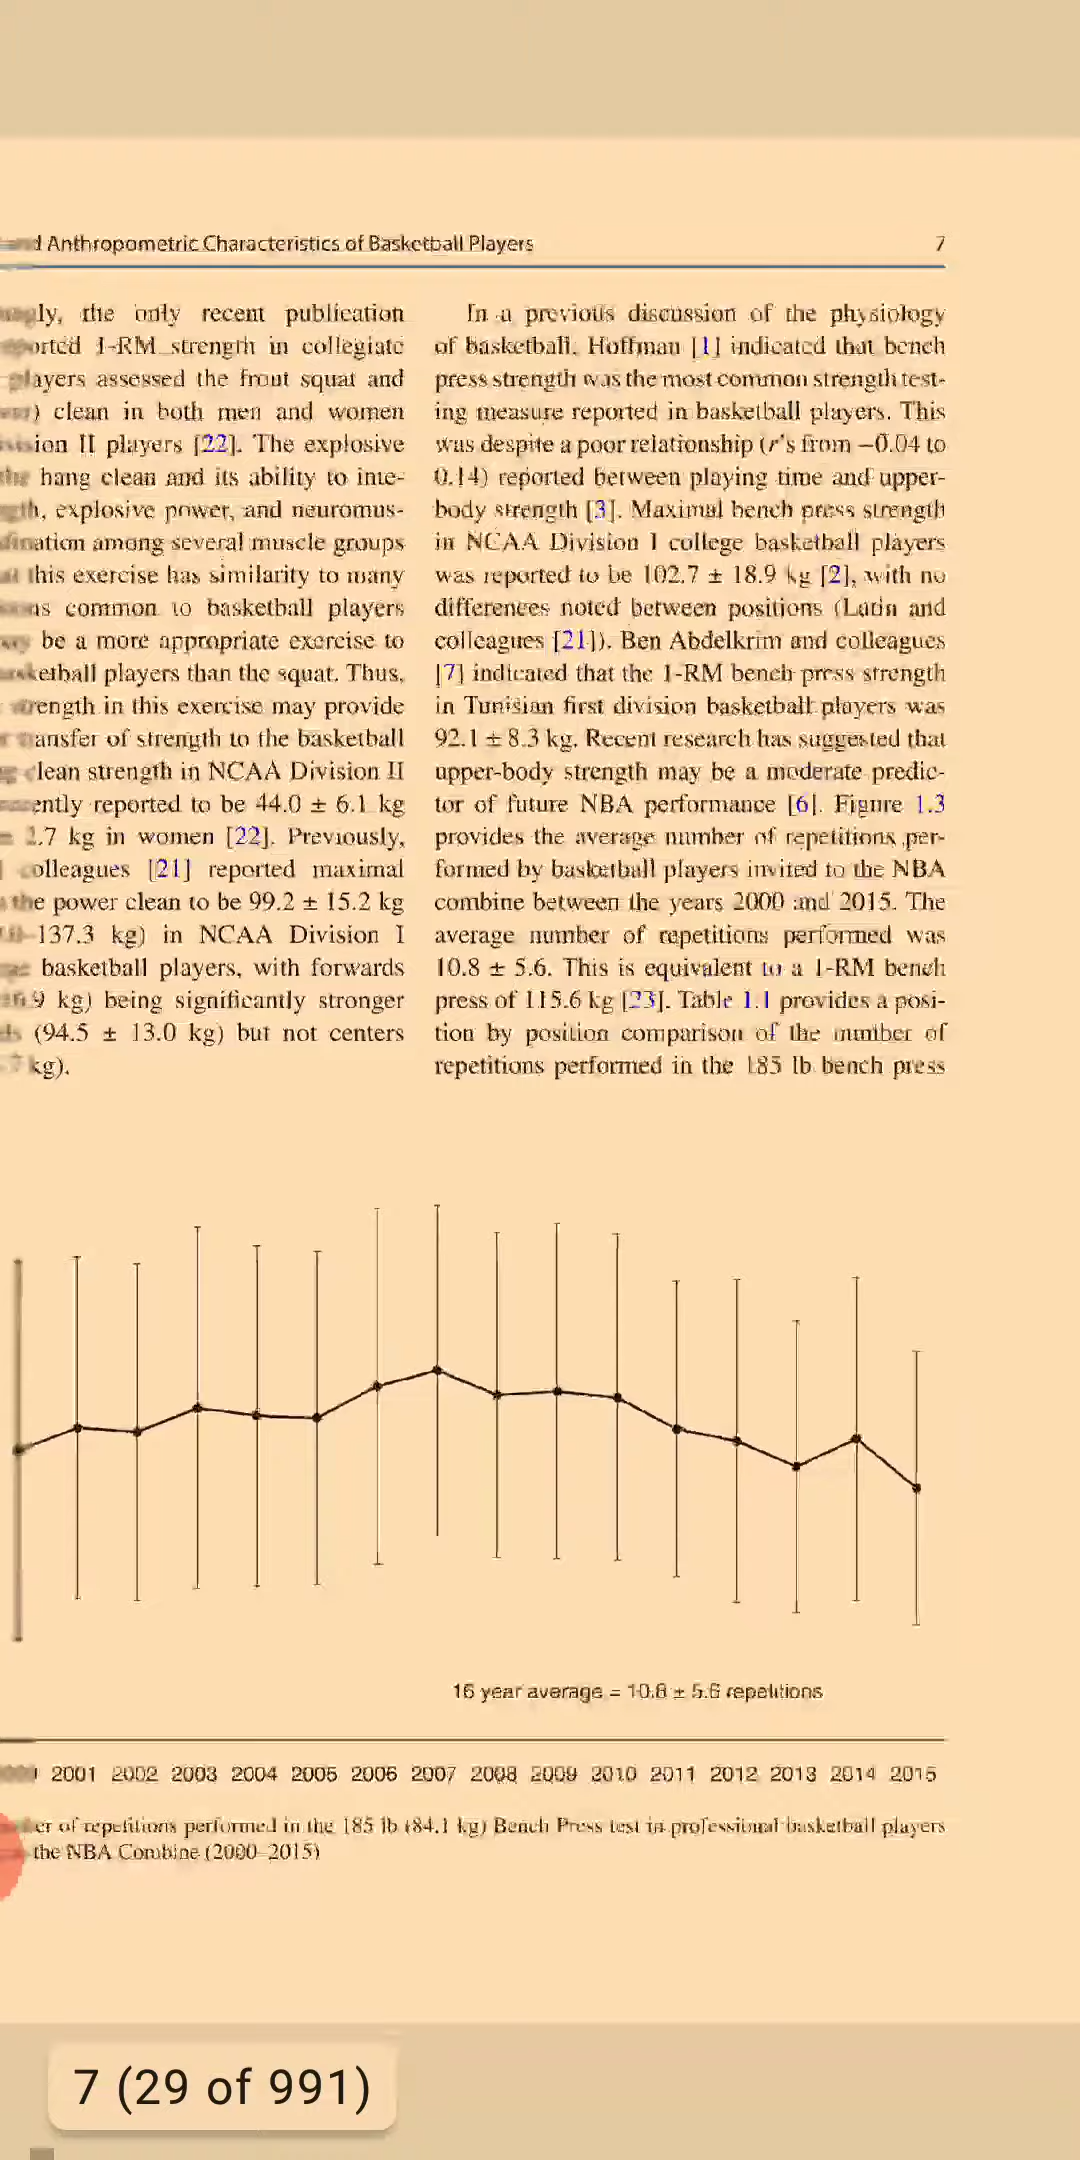 d Anthropometric Characteristics of Basketball Players 7
the only recent publication
1-RM strength in collegiate
players assessed the front squat and
clean in both men and women
II players [22]. The explosive
hang clean and its ability to inte-
explosive power, and neuromus-
among several muscle groups
this exercise has similarity to many
common to basketball players
be a more appropriate exercise to
players than the squat. Thus,
in this exercise may provide
of strength to the basketball
clean strength in NCAA Division II
reported to be 44.0 ± 6.1 kg
kg in women [22]. Previously,
colleagues [21] reported maximal
the power clean to be 99.2 ± 15.2 kg
137.3 kg) in NCAA Division I
basketball players, with forwards
kg) being significantly stronger
(94.5 ± 13.0 kg) but not centers
kg).
In a previous discussion of the physiology
of basketball, Hoffman [1] indicated that bench
press strength was the most common strength test-
ing measure reported in basketball players. This
was despite a poor relationship (r's from −0.04 to
0.14) reported between playing time and upper-
body strength [3]. Maximal bench press strength
in NCAA Division I college basketball players
was reported to be 102.7 ± 18.9 kg [2], with no
differences noted between positions (Latin and
colleagues [21]). Ben Abdelkrim and colleagues
[7] indicated that the 1-RM bench press strength
in Tunisian first division basketball players was
92.1 ± 8.3 kg. Recent research has suggested that
upper-body strength may be a moderate predic-
tor of future NBA performance [6]. Figure 1.3
provides the average number of repetitions per-
formed by basketball players invited to the NBA
combine between the years 2000 and 2015. The
average number of repetitions performed was
10.8 ± 5.6. This is equivalent to a 1-RM bench
press of 115.6 kg [23]. Table 1.1 provides a posi-
tion by position comparison of the number of
repetitions performed in the 185 lb bench press
16 year average = 10.8 ± 5.6 repetitions
2001 2002 2003 2004 2005 2006 2007 2008 2009 2010 2011 2012 2013 2014 2015
of repetitions performed in the 185 lb (84.1 kg) Bench Press test in professional basketball players
the NBA Combine (2000–2015)
7 (29 of 991)